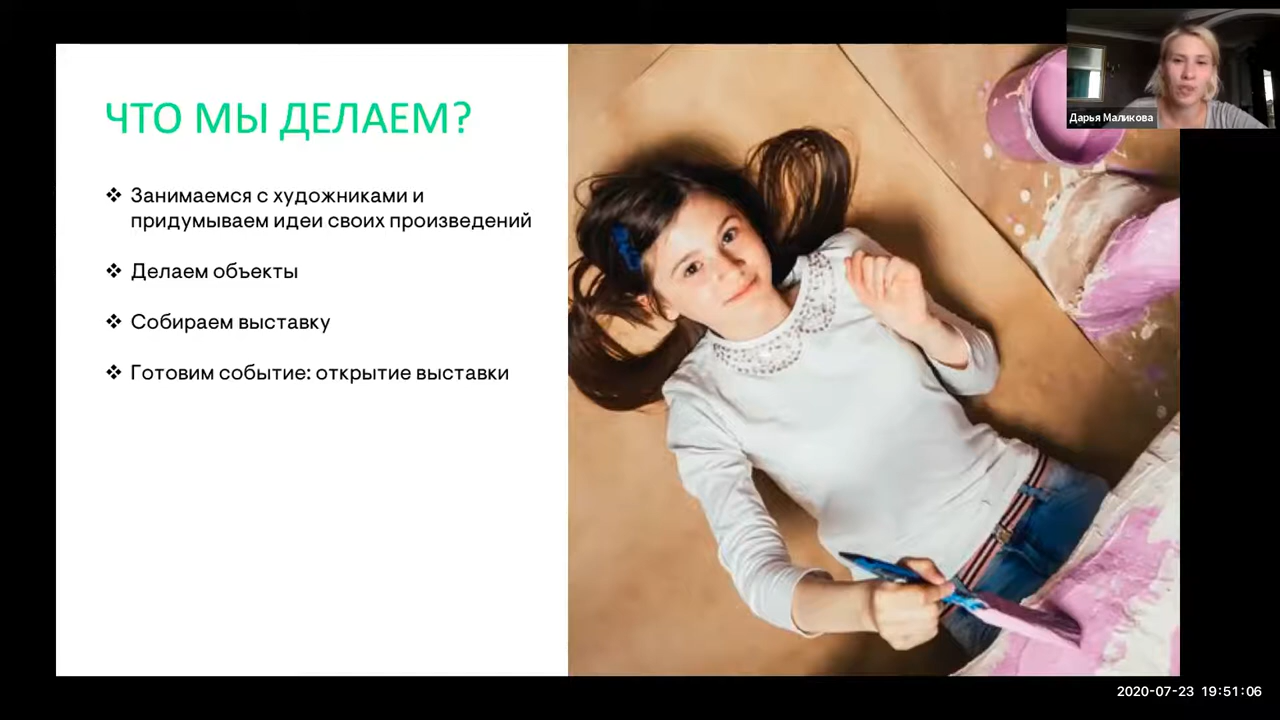 ЧТО МЫ ДЕЛАЕМ?
❖ Занимаемся с художниками и
придумываем идеи своих произведений
❖ Делаем объекты
❖ Собираем выставку
❖ Готовим событие: открытие выставки
Дарья Маликова
2020-07-23 19:51:06